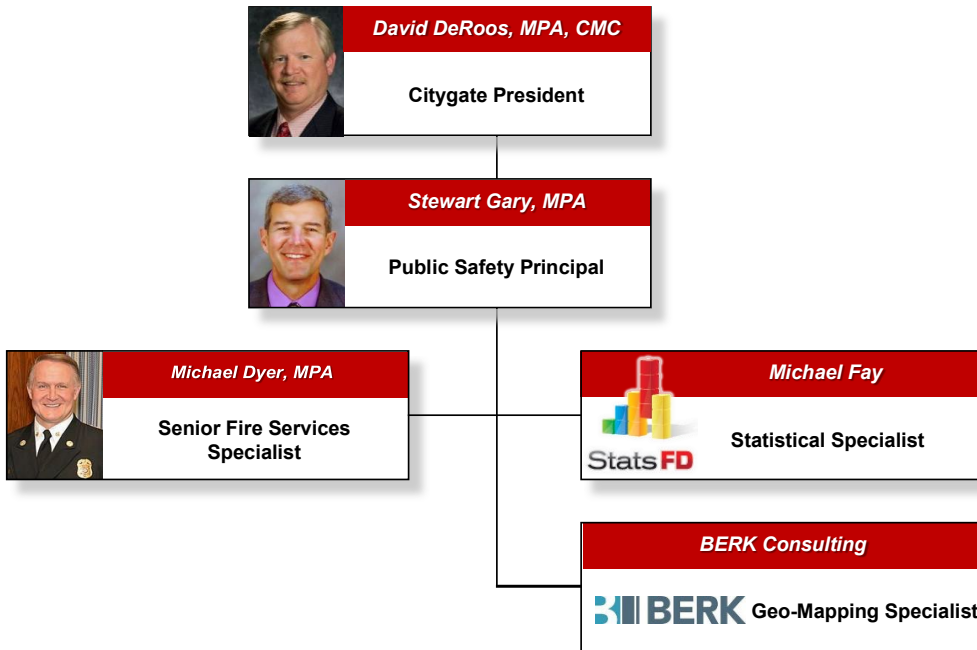 David DeRoos, MPA, CMC
Citygate President
Stewart Gary, MPA
Public Safety Principal
Michael Dyer, MPA
Senior Fire Services
Specialist
Michael Fay
Statistical Specialist
StatsFD
BERK Consulting
BERK Geo-Mapping Specialist